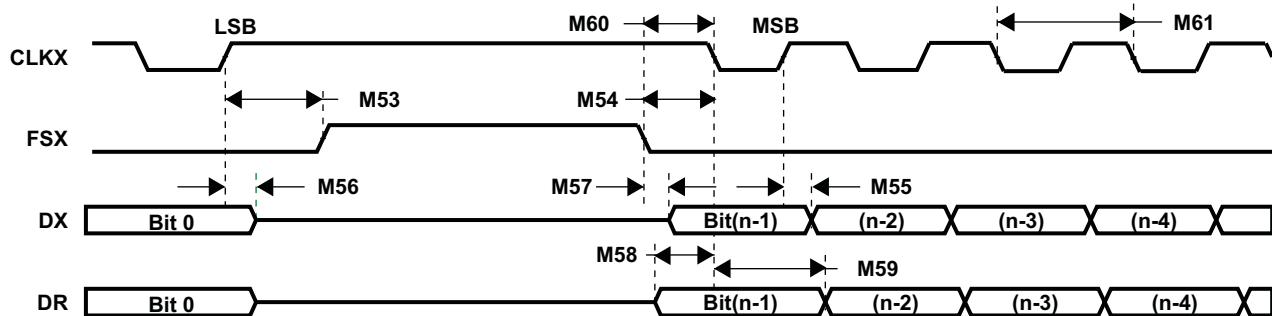 LSB
M60
MSB
M61
CLKX
M53
M54
FSX
M56
M57
M55
DX
Bit 0
Bit(n-1)
(n-2)
(n-3)
(n-4)
M58
M59
DR
Bit 0
Bit(n-1)
(n-2)
(n-3)
(n-4)